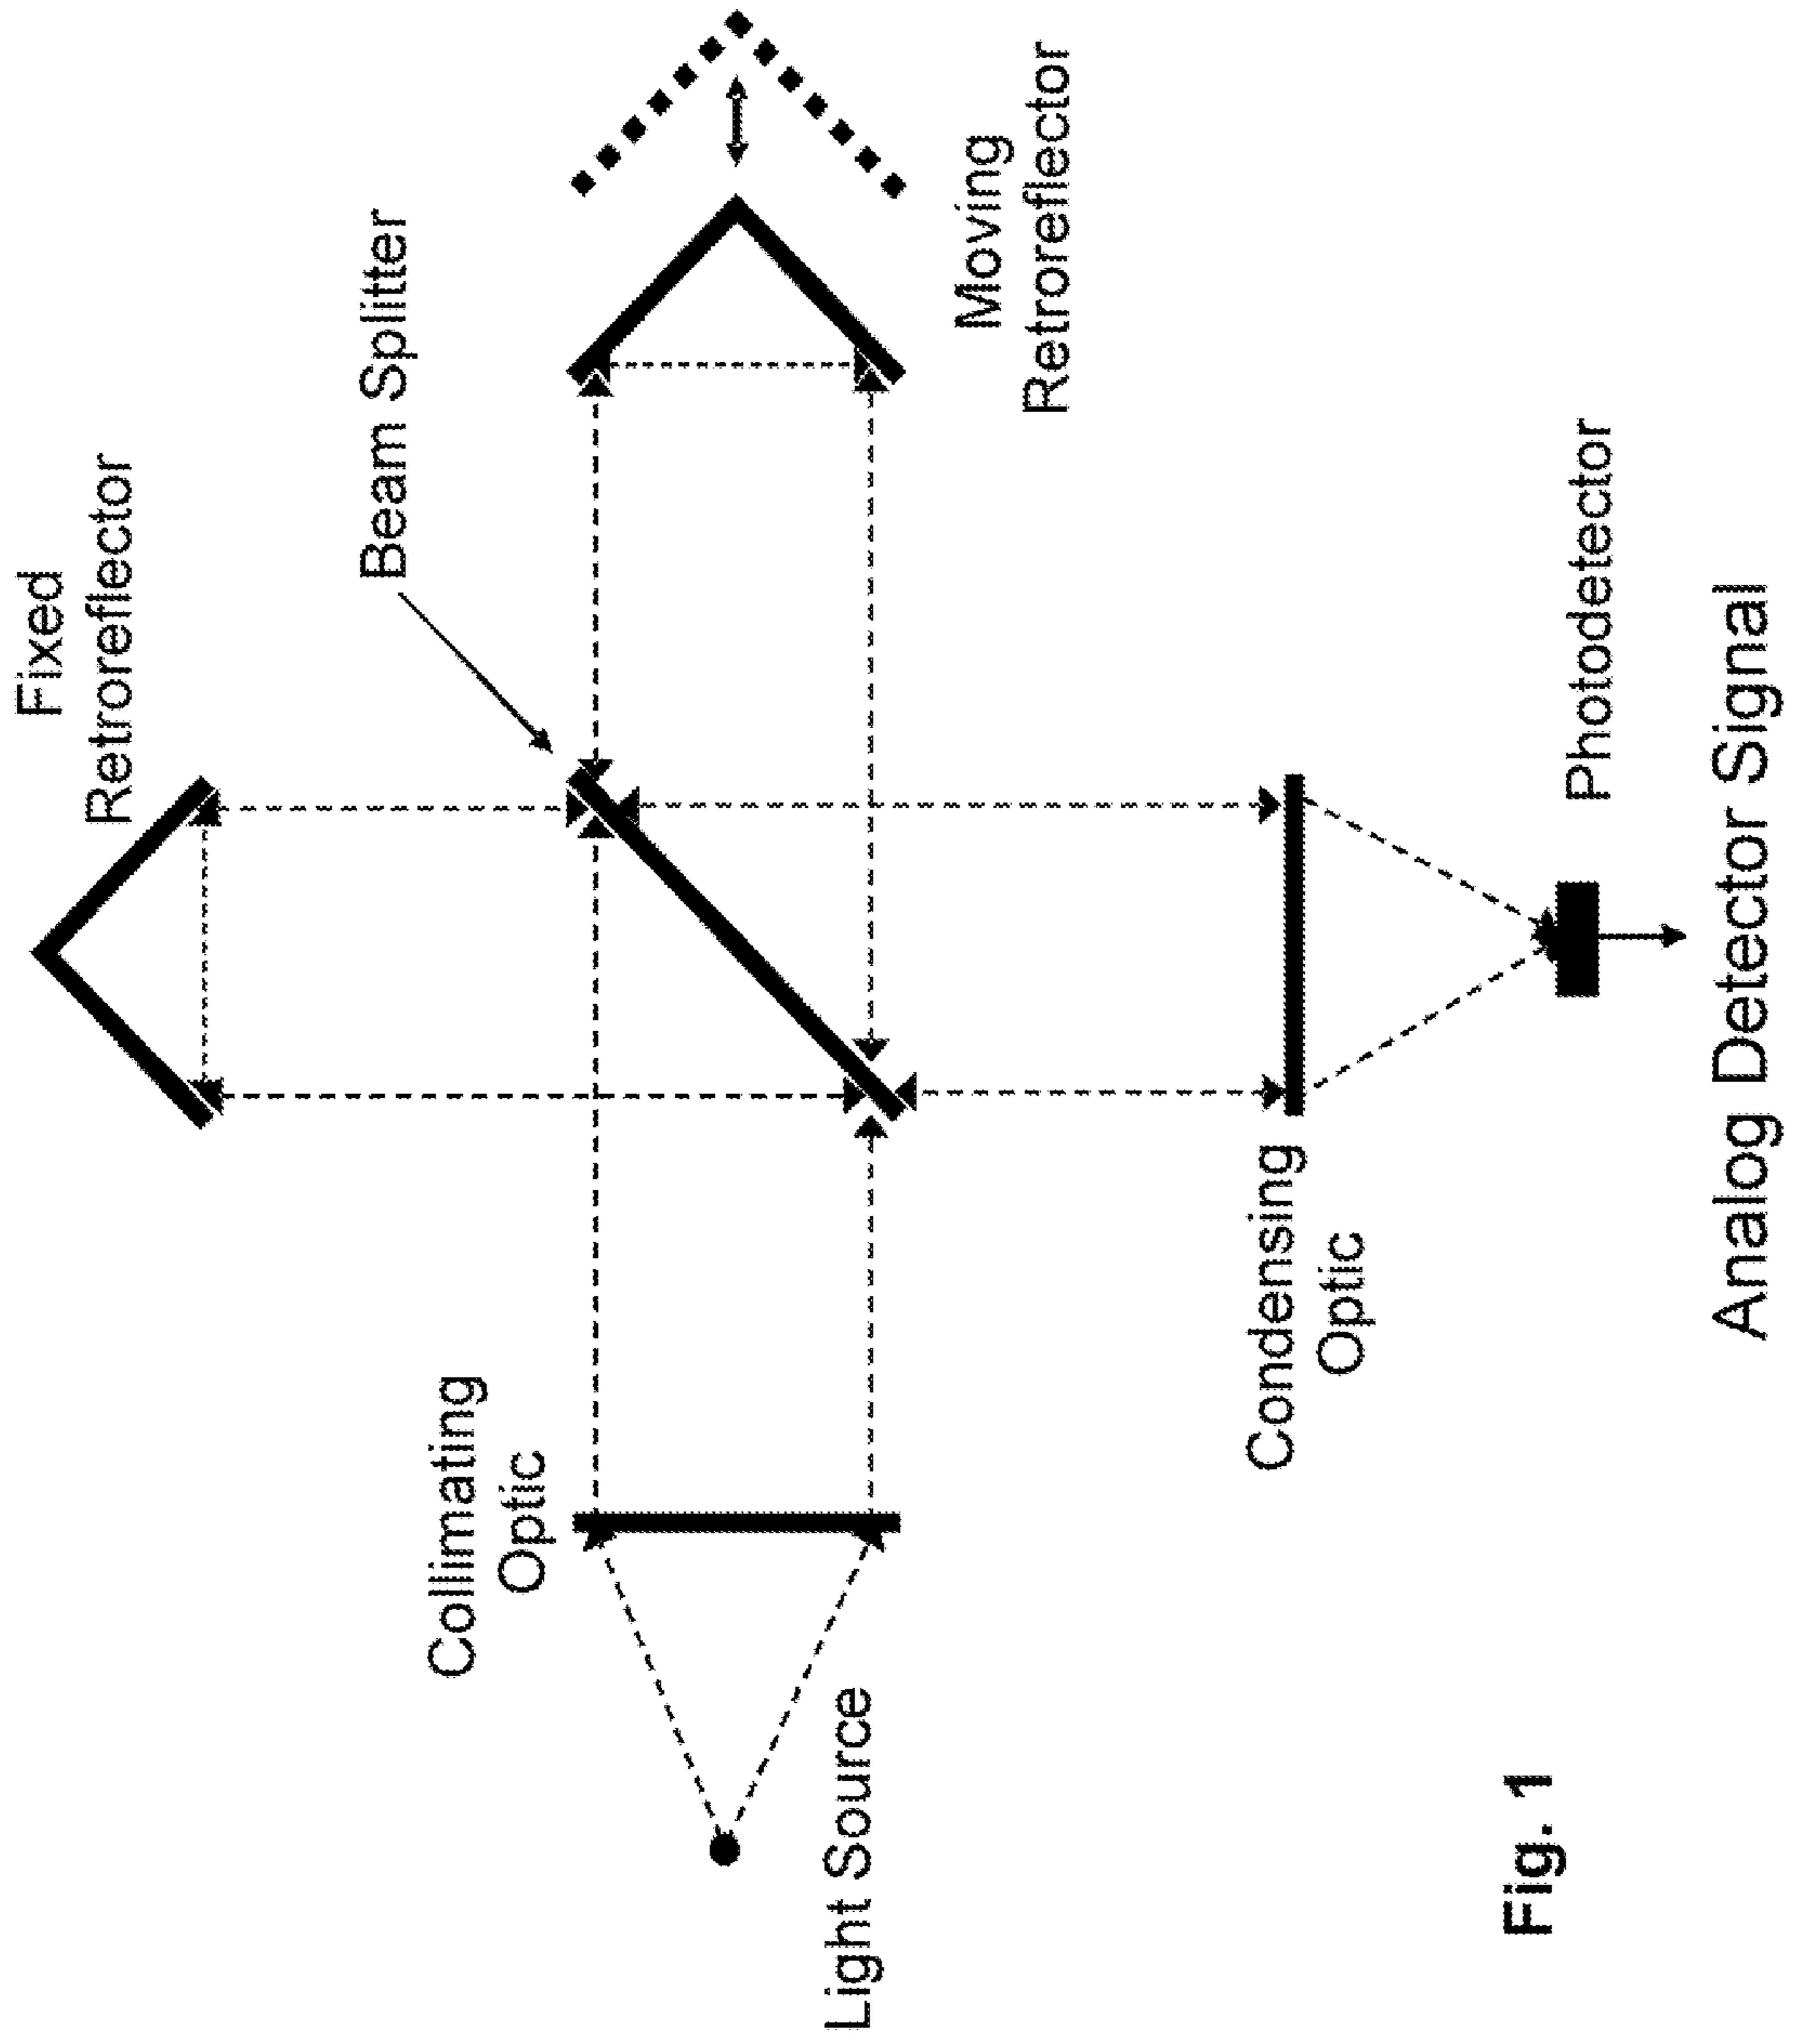 Fixed
Retroreflector
Beam Splitter
Moving
Retroreflector
Collimating
Optic
Light Source
Condensing
Optic
Photodetector
Analog Detector Signal
Fig. 1